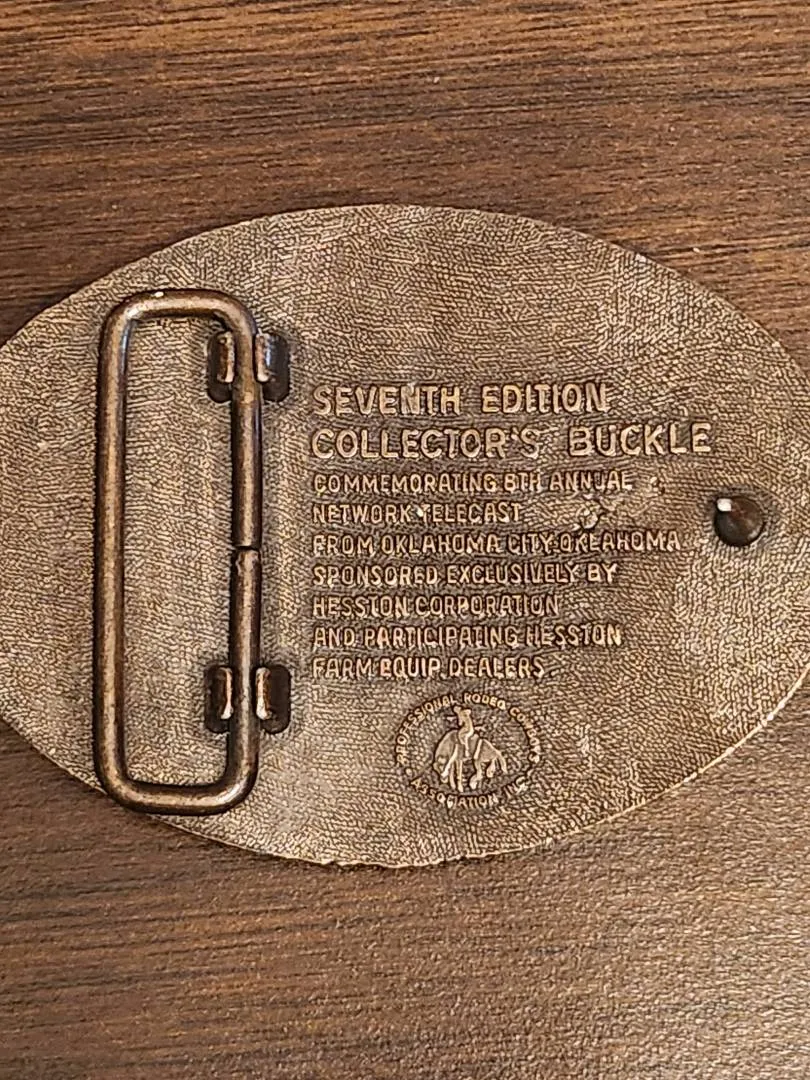 SEVENTH EDITION
COLLECTOR'S BUCKLE
COMMEMORATING 8TH ANNUAL
NETWORK TELECAST
FROM OKLAHOMA CITY, OKLAHOMA
SPONSORED EXCLUSIVELY BY
HESSTON CORPORATION
AND PARTICIPATING HESSTON
FARM EQUIP. DEALERS.
PROFESSIONAL RODEO COWBOYS
ASSOCIATION, INC.